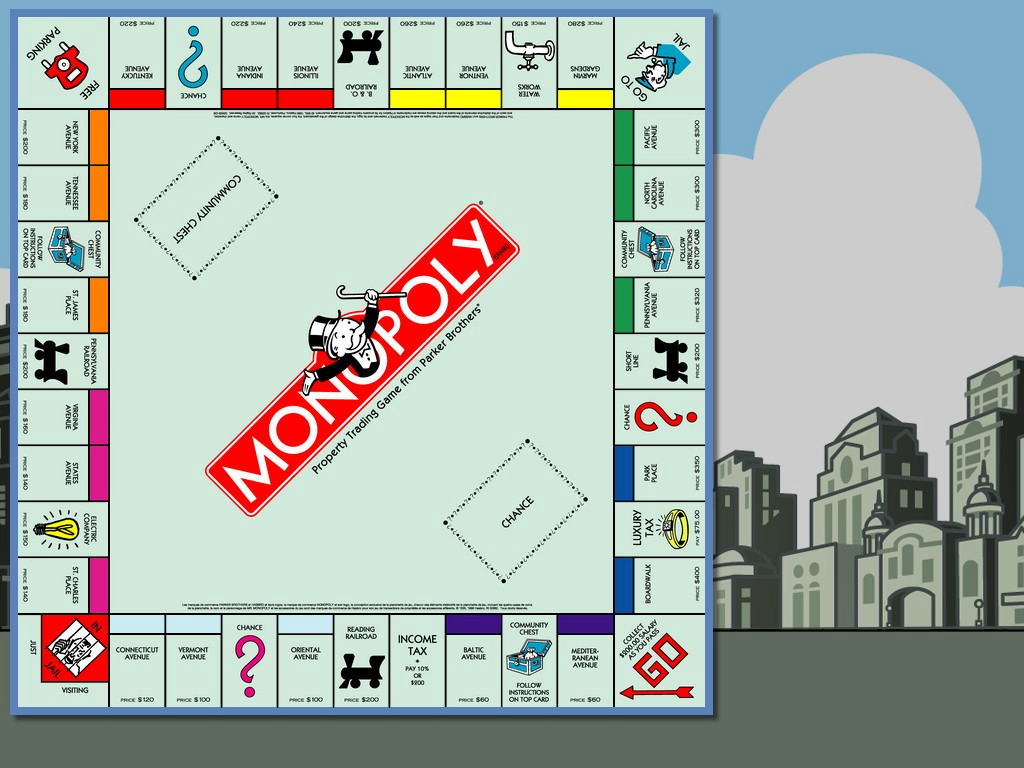 PRICE $220
KENTUCKY
AVENUE
CHANCE
PRICE $220
INDIANA
AVENUE
PRICE $240
ILLINOIS
AVENUE
PRICE $200
B. & O.
RAILROAD
PRICE $260
ATLANTIC
AVENUE
PRICE $260
VENTNOR
AVENUE
PRICE $150
WATER
WORKS
PRICE $280
MARVIN
GARDENS
FREE
PARKING
GO TO
JAIL
NEW YORK
AVENUE
PRICE $200
TENNESSEE
AVENUE
PRICE $180
COMMUNITY
CHEST
FOLLOW
INSTRUCTIONS
ON TOP CARD
ST. JAMES
PLACE
PRICE $180
PENNSYLVANIA
RAILROAD
PRICE $200
VIRGINIA
AVENUE
PRICE $160
STATES
AVENUE
PRICE $140
ELECTRIC
COMPANY
PRICE $150
ST. CHARLES
PLACE
PRICE $140
COMMUNITY CHEST
MONOPOLY
BRAND
®
Property Trading Game from Parker Brothers®
CHANCE
PACIFIC
AVENUE
PRICE $300
NORTH
CAROLINA
AVENUE
PRICE $300
COMMUNITY
CHEST
FOLLOW
INSTRUCTIONS
ON TOP CARD
PENNSYLVANIA
AVENUE
PRICE $320
SHORT
LINE
PRICE $200
CHANCE
PARK
PLACE
PRICE $350
LUXURY
TAX
PAY $75.00
BOARDWALK
PRICE $400
JUST
VISITING
IN
JAIL
CONNECTICUT
AVENUE
PRICE $120
VERMONT
AVENUE
PRICE $100
CHANCE
ORIENTAL
AVENUE
PRICE $100
READING
RAILROAD
PRICE $200
INCOME
TAX
PAY 10%
OR
$200
BALTIC
AVENUE
PRICE $60
COMMUNITY
CHEST
FOLLOW
INSTRUCTIONS
ON TOP CARD
MEDITER-
RANEAN
AVENUE
PRICE $60
COLLECT
$200.00 SALARY
AS YOU PASS
GO